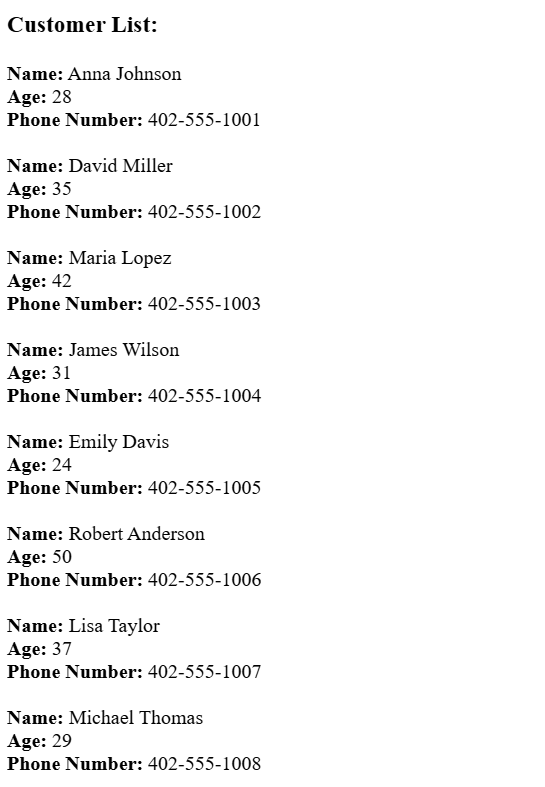 Customer List:
Name: Anna Johnson
Age: 28
Phone Number: 402-555-1001
Name: David Miller
Age: 35
Phone Number: 402-555-1002
Name: Maria Lopez
Age: 42
Phone Number: 402-555-1003
Name: James Wilson
Age: 31
Phone Number: 402-555-1004
Name: Emily Davis
Age: 24
Phone Number: 402-555-1005
Name: Robert Anderson
Age: 50
Phone Number: 402-555-1006
Name: Lisa Taylor
Age: 37
Phone Number: 402-555-1007
Name: Michael Thomas
Age: 29
Phone Number: 402-555-1008